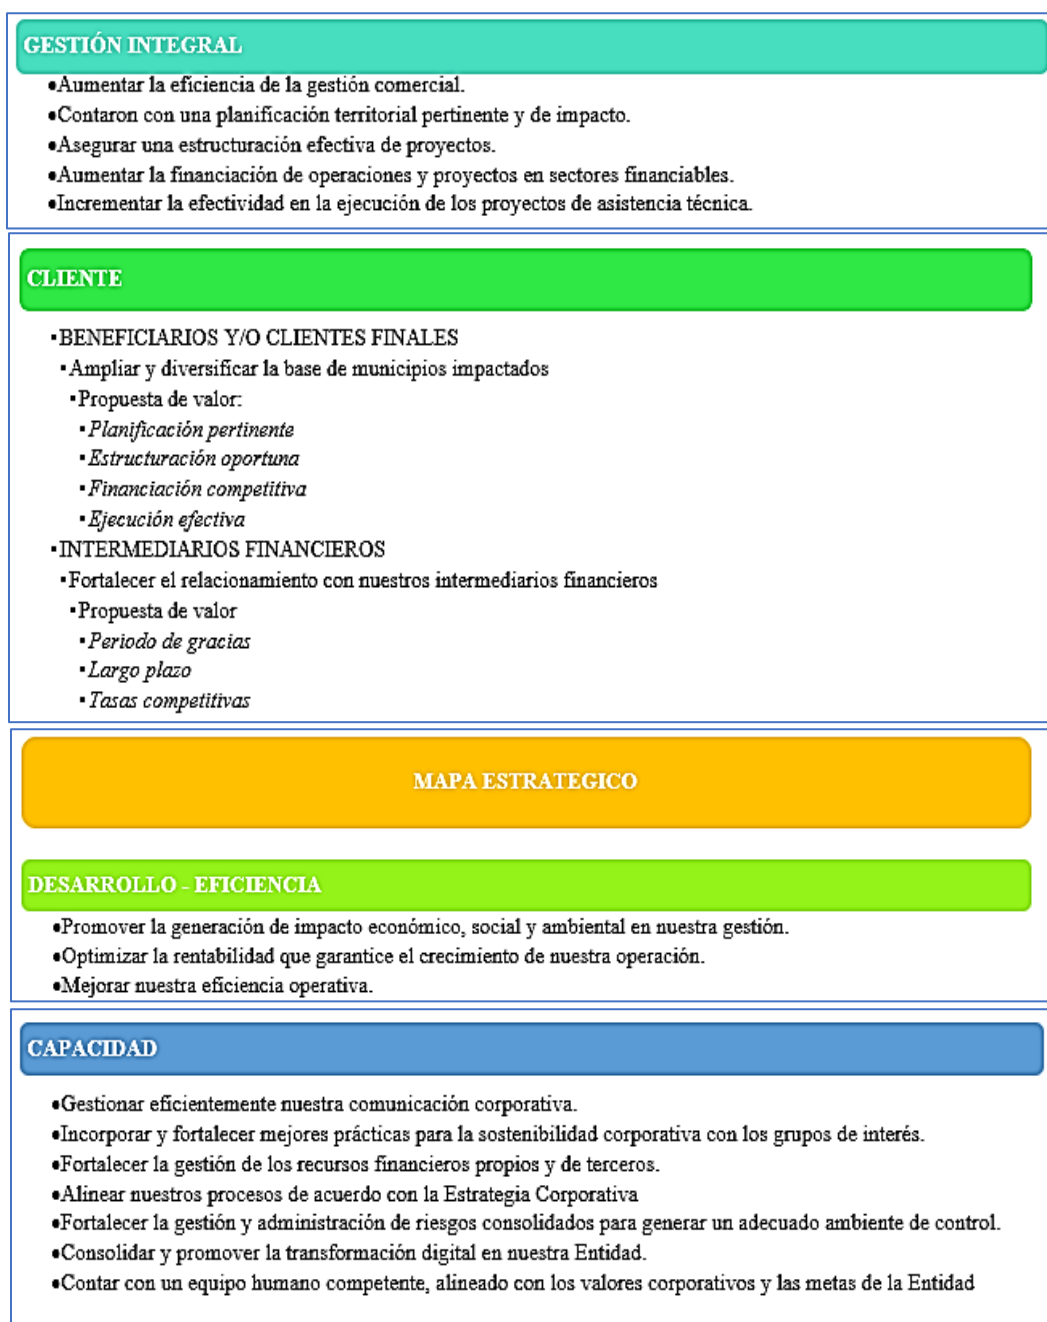 GESTIÓN INTEGRAL
•Aumentar la eficiencia de la gestión comercial.
•Contaron con una planificación territorial pertinente y de impacto.
•Asegurar una estructuración efectiva de proyectos.
•Aumentar la financiación de operaciones y proyectos en sectores financiables.
•Incrementar la efectividad en la ejecución de los proyectos de asistencia técnica.
CLIENTE
▪BENEFICIARIOS Y/O CLIENTES FINALES
▪Ampliar y diversificar la base de municipios impactados
▪Propuesta de valor:
▪Planificación pertinente
▪Estructuración oportuna
▪Financiación competitiva
▪Ejecución efectiva
▪INTERMEDIARIOS FINANCIEROS
▪Fortalecer el relacionamiento con nuestros intermediarios financieros
▪Propuesta de valor
▪Periodo de gracias
▪Largo plazo
▪Tasas competitivas
MAPA ESTRATEGICO
DESARROLLO - EFICIENCIA
•Promover la generación de impacto económico, social y ambiental en nuestra gestión.
•Optimizar la rentabilidad que garantice el crecimiento de nuestra operación.
•Mejorar nuestra eficiencia operativa.
CAPACIDAD
•Gestionar eficientemente nuestra comunicación corporativa.
•Incorporar y fortalecer mejores prácticas para la sostenibilidad corporativa con los grupos de interés.
•Fortalecer la gestión de los recursos financieros propios y de terceros.
•Alinear nuestros procesos de acuerdo con la Estrategia Corporativa
•Fortalecer la gestión y administración de riesgos consolidados para generar un adecuado ambiente de control.
•Consolidar y promover la transformación digital en nuestra Entidad.
•Contar con un equipo humano competente, alineado con los valores corporativos y las metas de la Entidad